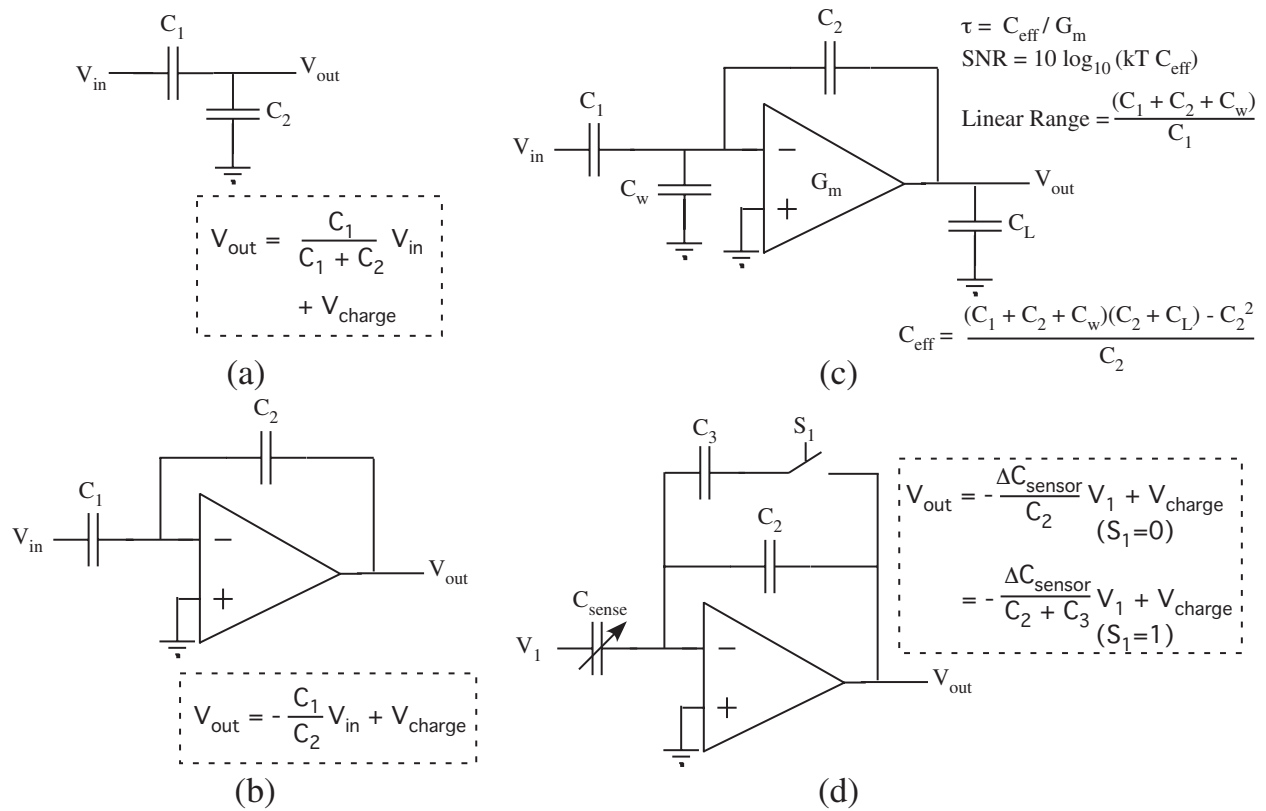 C1
Vin
Vout
C2
Vout = C1 / (C1 + C2) Vin
+ Vcharge
(a)
C2
C1
Vin
−
+
Gm
Cw
Vout
CL
τ = Ceff / Gm
SNR = 10 log10 (kT Ceff)
Linear Range = (C1 + C2 + Cw) / C1
Ceff = (C1 + C2 + Cw)(C2 + CL) - C2^2 / C2
(c)
C2
C1
Vin
−
+
Vout
Vout = - C1 / C2 Vin + Vcharge
(b)
C3
S1
C2
Csense
V1
−
+
Vout
Vout = - ΔCsensor / C2 V1 + Vcharge
(S1=0)
= - ΔCsensor / C2 + C3 V1 + Vcharge
(S1=1)
(d)